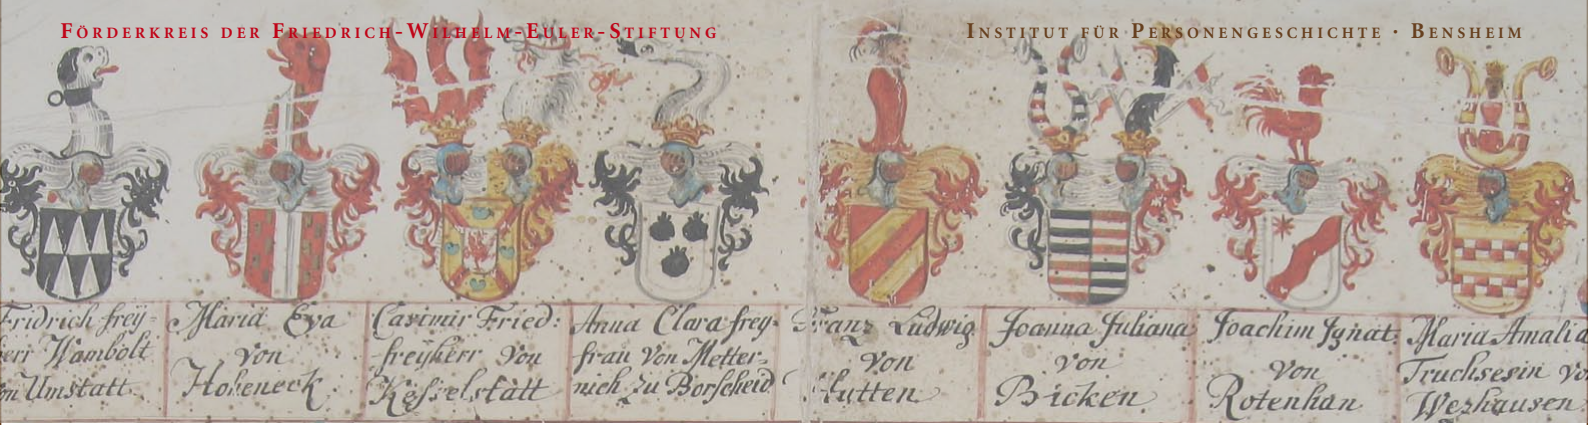 FÖRDERKREIS DER FRIEDRICH-WILHELM-EULER-STIFTUNG
INSTITUT FÜR PERSONENGESCHICHTE · BENSHEIM
Fridrich frey-
herr Wambolt
von Umstatt
Maria Eva
von
Hoheneck
Casimir Fried:
freyherr von
Kesselstatt
Anna Clara frey-
frau von Metter-
nich zu Borscheid
Franz Ludwig
von
Hutten
Joanna Juliana
von
Bicken
Joachim Ignat:
von
Rotenhan
Maria Amalia
Truchsesin von
Wezhausen